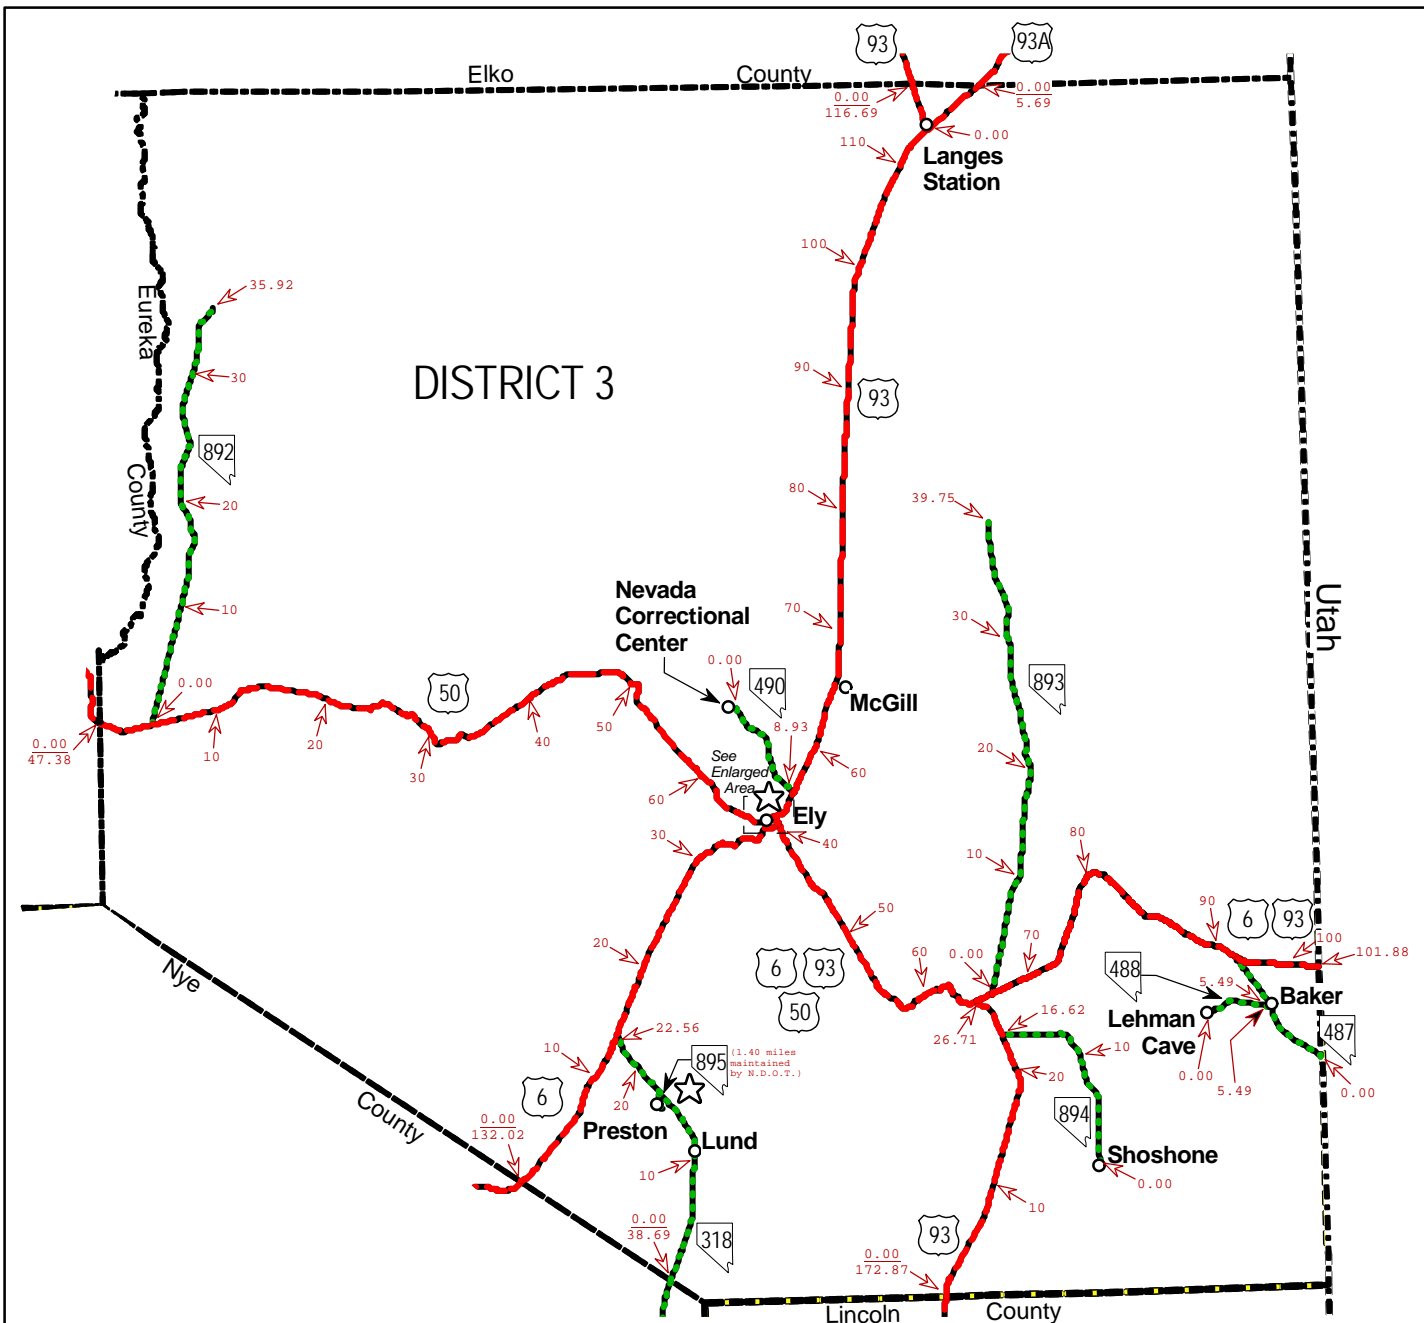 93
93A
Elko County
0.00
116.69
0.00
5.69
0.00
110
Langes
Station
100
35.92
Eureka
County
30
DISTRICT 3
90
93
892
20
80
39.75
Nevada
Correctional
Center
10
70
30
Utah
0.00
490
893
0.00
50
McGill
50
8.93
0.00
47.38
10
20
30
40
60
20
See
Enlarged
Area
60
Ely
40
30
80
10
50
90
6
93
100
101.88
20
Nye
County
6
93
50
60
0.00
70
488
5.49
Baker
Lehman
Cave
487
16.62
26.71
22.56
10
895
(1.40 miles
maintained
by N.D.O.T.)
20
10
0.00
5.49
0.00
6
20
Preston
894
0.00
132.02
Lund
10
Shoshone
0.00
10
0.00
38.69
318
93
0.00
172.87
Lincoln County